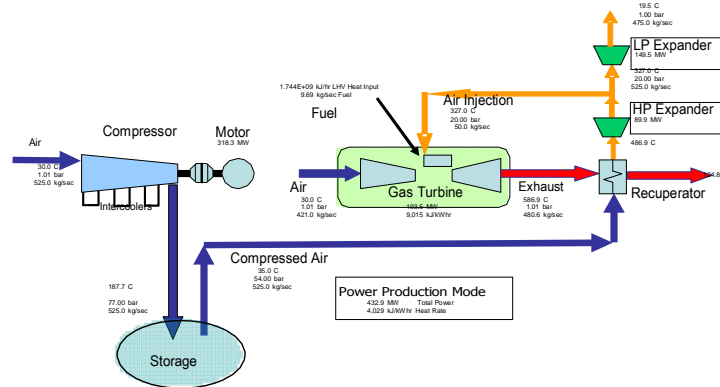 19.5 C
1.00 bar
475.0 kg/sec
LP Expander
149.5 MW
327.0 C
20.00 bar
525.0 kg/sec
HP Expander
89.9 MW
486.9 C
1.744E+09 kJ/hr LHV Heat Input
9.69 kg/sec Fuel
Fuel
Air Injection
327.0 C
20.00 bar
50.0 kg/sec
Compressor
Motor
318.3 MW
Air
30.0 C
1.01 bar
525.0 kg/sec
Intercoolers
Air
30.0 C
1.01 bar
421.0 kg/sec
Gas Turbine
193.5 MW
9,015 kJ/kWhr
Exhaust
586.9 C
1.01 bar
480.6 kg/sec
Recuperator
Compressed Air
35.0 C
54.00 bar
525.0 kg/sec
187.7 C
77.00 bar
525.0 kg/sec
Storage
Power Production Mode
432.9 MW Total Power
4,029 kJ/kWhr Heat Rate